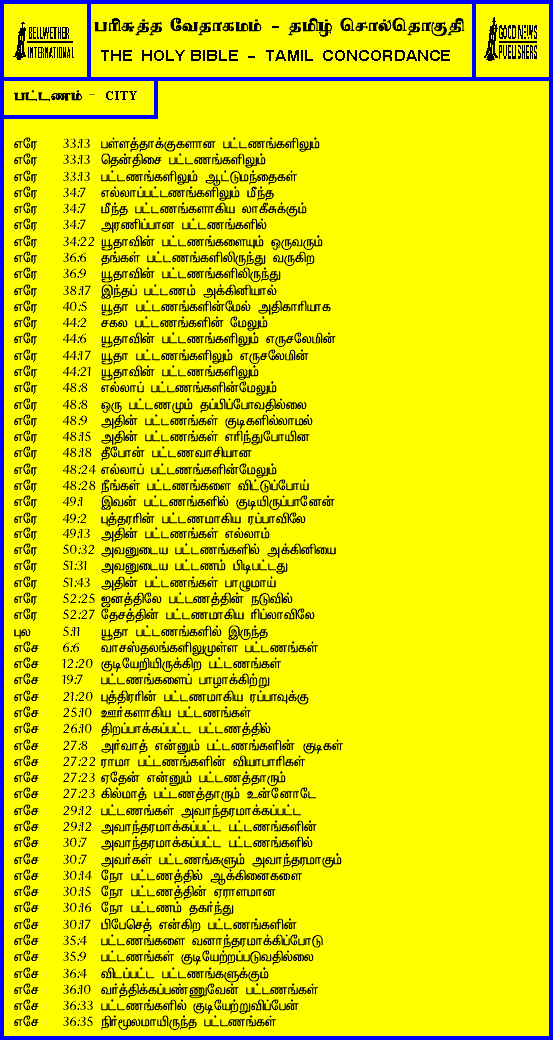 BELLWETHER
INTERNATIONAL
பரிசுத்த வேதாகமம் - தமிழ் சொல்தொகுதி
THE HOLY BIBLE - TAMIL CONCORDANCE
GOOD NEWS
PUBLISHERS
பட்டணம் - CITY
எரே 33:13 பள்ளத்தாக்குகளான பட்டணங்களிலும்
எரே 33:13 தென்திசை பட்டணங்களிலும்
எரே 33:13 பட்டணங்களிலும் ஆட்டுமந்தைகள்
எரே 34:7 எல்லாப்பட்டணங்களிலும் மீந்த
எரே 34:7 மீந்த பட்டணங்களாகிய லாகீசுக்கும்
எரே 34:7 அரணிப்பான பட்டணங்களில்
எரே 34:22 யூதாவின் பட்டணங்களையும் ஒருவரும்
எரே 36:6 தங்கள் பட்டணங்களிலிருந்து வருகிற
எரே 36:9 யூதாவின் பட்டணங்களிலிருந்து
எரே 38:17 இந்தப் பட்டணம் அக்கினியால்
எரே 40:5 யூதா பட்டணங்களின்மேல் அதிகாரியாக
எரே 44:2 சகல பட்டணங்களின் மேலும்
எரே 44:6 யூதாவின் பட்டணங்களிலும் எருசலேமின்
எரே 44:17 யூதா பட்டணங்களிலும் எருசலேமின்
எரே 44:21 யூதாவின் பட்டணங்களிலும்
எரே 48:8 எல்லாப் பட்டணங்களின்மேலும்
எரே 48:8 ஒரு பட்டணமும் தப்பிப்போவதில்லை
எரே 48:9 அதின் பட்டணங்கள் குடிகளில்லாமல்
எரே 48:15 அதின் பட்டணங்கள் எரிந்துபோயின
எரே 48:18 தீபோன் பட்டணவாசியான
எரே 48:24 எல்லாப் பட்டணங்களின்மேலும்
எரே 48:28 நீங்கள் பட்டணங்களை விட்டுப்போய்
எரே 49:1 இவன் பட்டணங்களில் குடியிருப்பானேன்
எரே 49:2 புத்தரரின் பட்டணமாகிய ரப்பாவிலே
எரே 49:13 அதின் பட்டணங்கள் எல்லாம்
எரே 50:32 அவனுடைய பட்டணங்களில் அக்கினியை
எரே 51:31 அவனுடைய பட்டணம் பிடிபட்டது
எரே 51:43 அதின் பட்டணங்கள் பாழுமாய்
எரே 52:25 ஜனத்திலே பட்டணத்தின் நடுவில்
எரே 52:27 தேசத்தின் பட்டணமாகிய ரிப்லாவிலே
புல 5:11 யூதா பட்டணங்களில் இருந்த
எசே 6:6 வாசஸ்தலங்களிலுமுள்ள பட்டணங்கள்
எசே 12:20 குடியேறியிருக்கிற பட்டணங்கள்
எசே 19:7 பட்டணங்களைப் பாழாக்கிற்று
எசே 21:20 புத்திரரின் பட்டணமாகிய ரப்பாவுக்கு
எசே 25:10 ஊர்களாகிய பட்டணங்கள்
எசே 26:10 திறப்பாக்கப்பட்ட பட்டணத்தில்
எசே 27:8 அர்வாத் என்னும் பட்டணங்களின் குடிகள்
எசே 27:22 ராமா பட்டணங்களின் வியாபாரிகள்
எசே 27:23 ஏதேன் என்னும் பட்டணத்தாரும்
எசே 27:23 கில்மாத் பட்டணத்தாரும் உன்னோடே
எசே 29:12 பட்டணங்கள் அவாந்தரமாக்கப்பட்ட
எசே 29:12 அவாந்தரமாக்கப்பட்ட பட்டணங்களின்
எசே 30:7 அவாந்தரமாக்கப்பட்ட பட்டணங்களில்
எசே 30:7 அவர்கள் பட்டணங்களும் அவாந்தரமாகும்
எசே 30:14 நோ பட்டணத்தில் ஆக்கினைகளை
எசே 30:15 நோ பட்டணத்தின் ஏராளமான
எசே 30:16 நோ பட்டணம் தகர்ந்து
எசே 30:17 பிபேசெத் என்கிற பட்டணங்களின்
எசே 35:4 பட்டணங்களை வனாந்தரமாக்கிப்போடு
எசே 35:9 பட்டணங்கள் குடியேற்றப்படுவதில்லை
எசே 36:4 விடப்பட்ட பட்டணங்களுக்கும்
எசே 36:10 வர்த்திக்கப்பண்ணுவேன் பட்டணங்கள்
எசே 36:33 பட்டணங்களில் குடியேற்றுவிப்பேன்
எசே 36:35 நிர்மூலமாயிருந்த பட்டணங்கள்